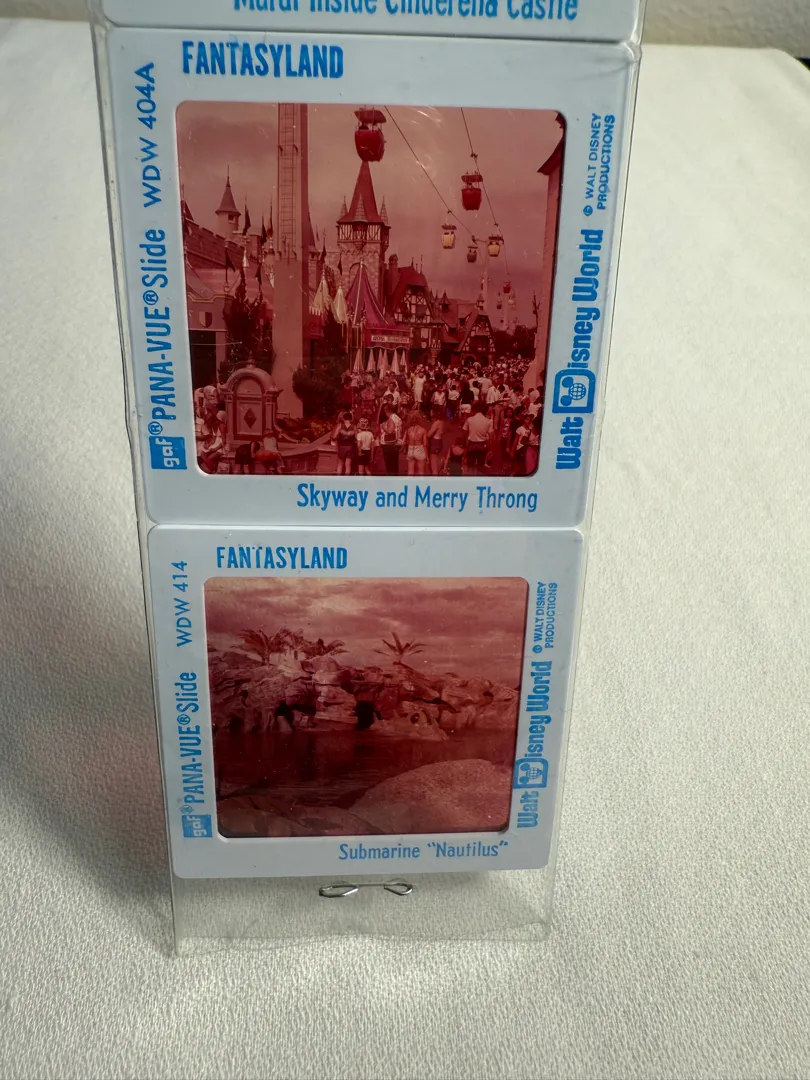 Mural Inside Cinderella Castle
FANTASYLAND
WDW 404A
gaf® PANA-VUE® Slide
© WALT DISNEY
PRODUCTIONS
Walt Disney World
Skyway and Merry Throng
FANTASYLAND
WDW 414
gaf® PANA-VUE® Slide
© WALT DISNEY
PRODUCTIONS
Walt Disney World
Submarine "Nautilus"